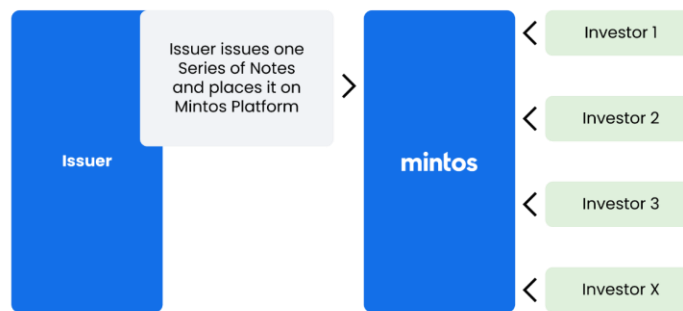 Issuer issues one
Series of Notes
and places it on
Mintos Platform
Issuer
mintos
Investor 1
Investor 2
Investor 3
Investor X